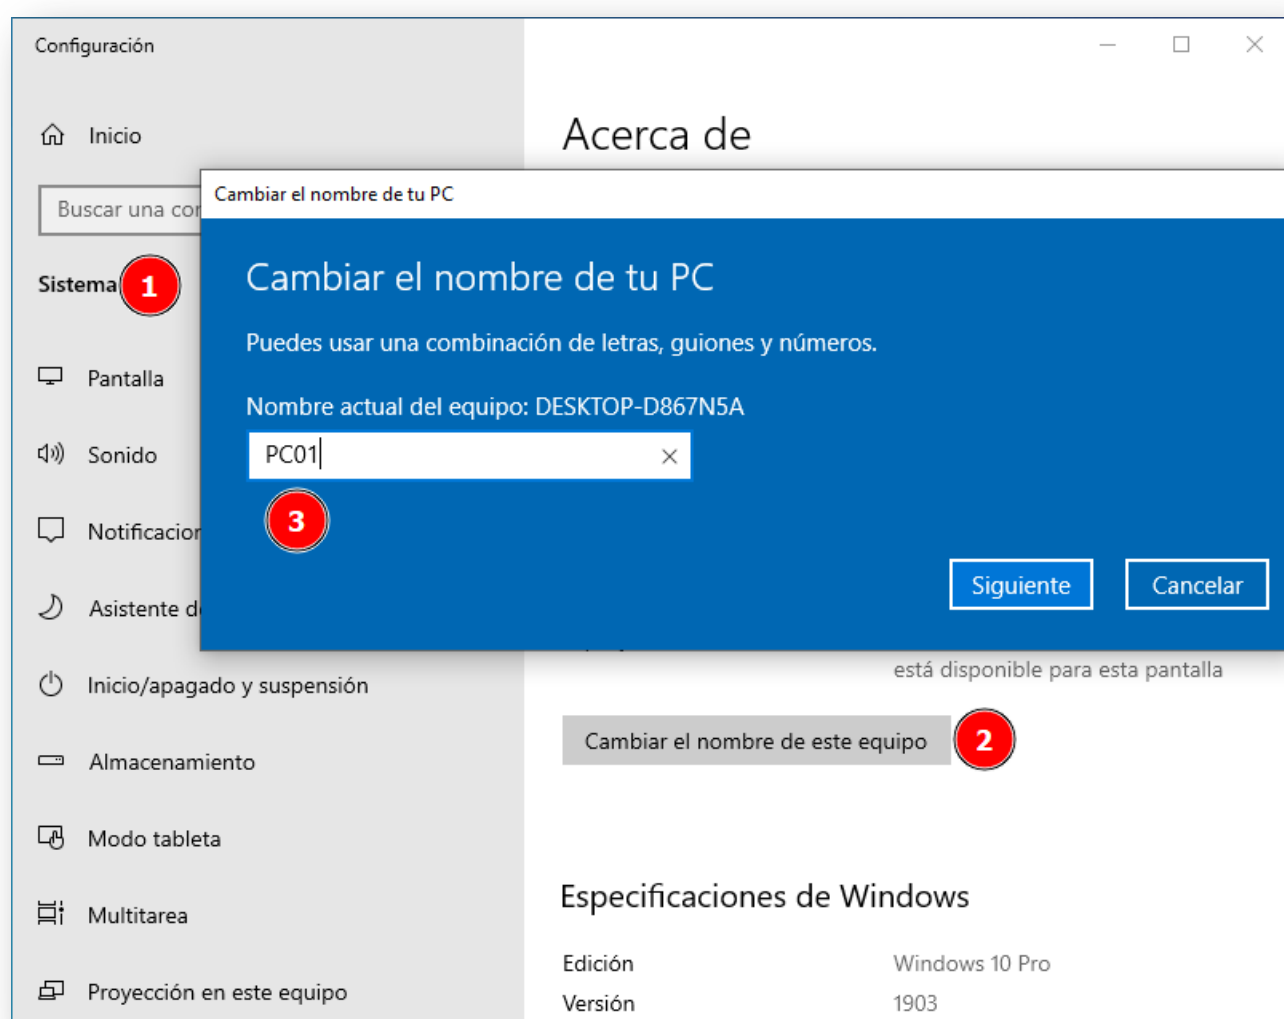 Configuración
Inicio
Acerca de
Buscar una
Cambiar el nombre de tu PC
Sistema 1
Cambiar el nombre de tu PC
Puedes usar una combinación de letras, guiones y números.
Nombre actual del equipo: DESKTOP-D867N5A
PC01
3
Siguiente
Cancelar
Pantalla
Sonido
Notificacion
Asistente de
Inicio/apagado y suspensión
está disponible para esta pantalla
Cambiar el nombre de este equipo 2
Almacenamiento
Modo tableta
Multitarea
Proyección en este equipo
Especificaciones de Windows
Edición Windows 10 Pro
Versión 1903